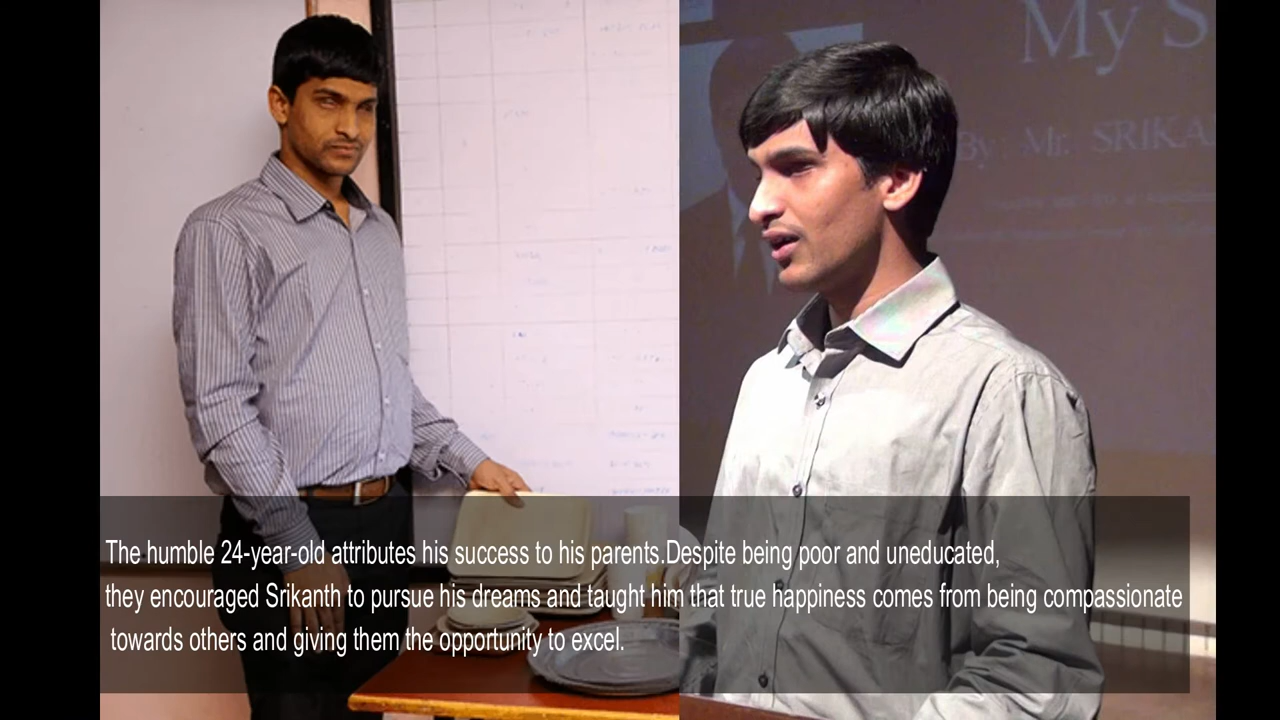 My S
By: Mr. SRIKA
The humble 24-year-old attributes his success to his parents.Despite being poor and uneducated,
they encouraged Srikanth to pursue his dreams and taught him that true happiness comes from being compassionate
towards others and giving them the opportunity to excel.